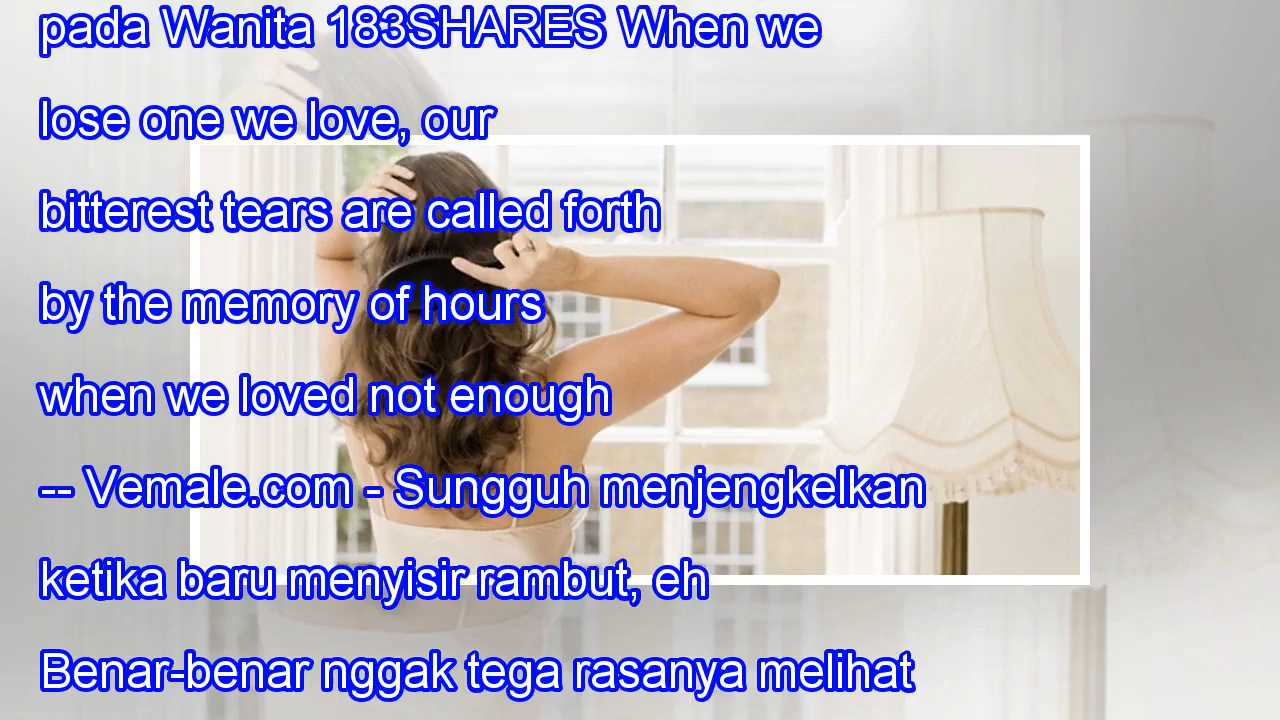 pada Wanita 183SHARES When we
lose one we love, our
bitterest tears are called forth
by the memory of hours
when we loved not enough
-- Vemale.com - Sungguh menjengkelkan
ketika baru menyisir rambut, eh
Benar-benar nggak tega rasanya melihat